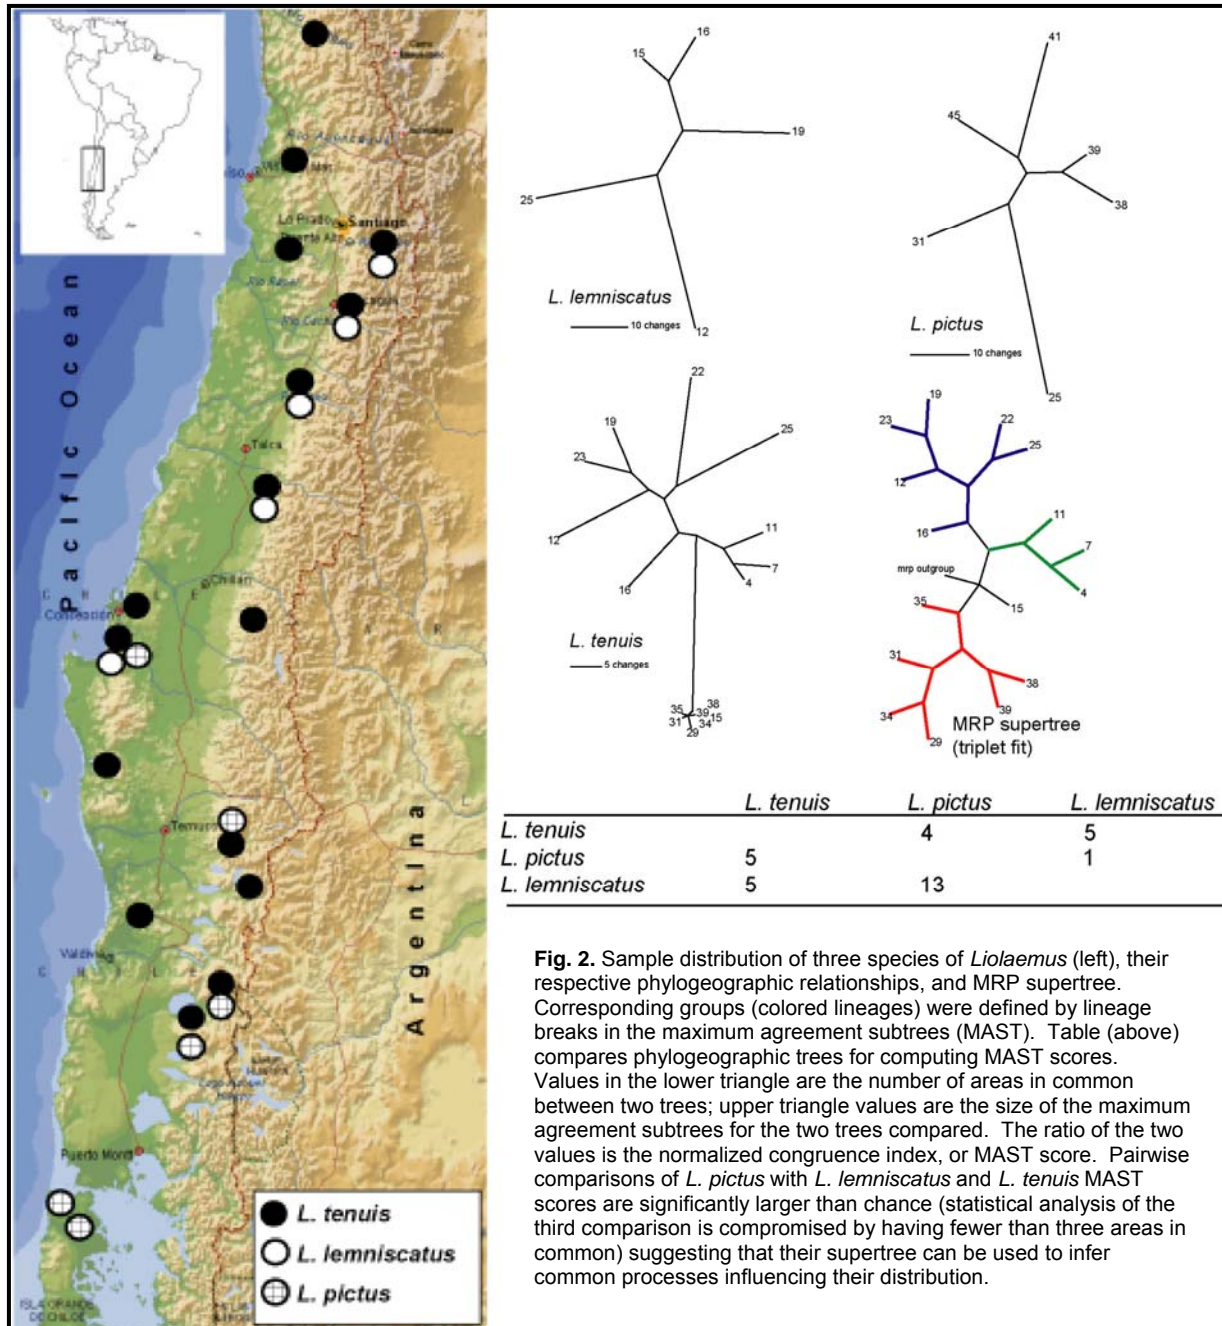 Pacific Ocean
Santiago
Lo Prado
Puerto Al
Talca
Chillan
Concepción
CHILE
Temuco
Valdivia
CHILE
Argentina
Puerto Montt
ISLA GRANDE
DE CHILOE
L. tenuis
L. lemniscatus
L. pictus
16
15
19
25
12
L. lemniscatus
10 changes
41
45
39
38
31
25
L. pictus
10 changes
22
19
25
23
12
11
7
4
16
L. tenuis
5 changes
38
35 39 15
31 34
29
19
22
23
25
12
16
11
7
4
mrp outgroup
15
35
31
38
39
34
29
MRP supertree
(triplet fit)
L. tenuis L. pictus L. lemniscatus
L. tenuis 4 5
L. pictus 5 1
L. lemniscatus 5 13
Fig. 2. Sample distribution of three species of Liolaemus (left), their
respective phylogeographic relationships, and MRP supertree.
Corresponding groups (colored lineages) were defined by lineage
breaks in the maximum agreement subtrees (MAST). Table (above)
compares phylogeographic trees for computing MAST scores.
Values in the lower triangle are the number of areas in common
between two trees; upper triangle values are the size of the maximum
agreement subtrees for the two trees compared. The ratio of the two
values is the normalized congruence index, or MAST score. Pairwise
comparisons of L. pictus with L. lemniscatus and L. tenuis MAST
scores are significantly larger than chance (statistical analysis of the
third comparison is compromised by having fewer than three areas in
common) suggesting that their supertree can be used to infer
common processes influencing their distribution.